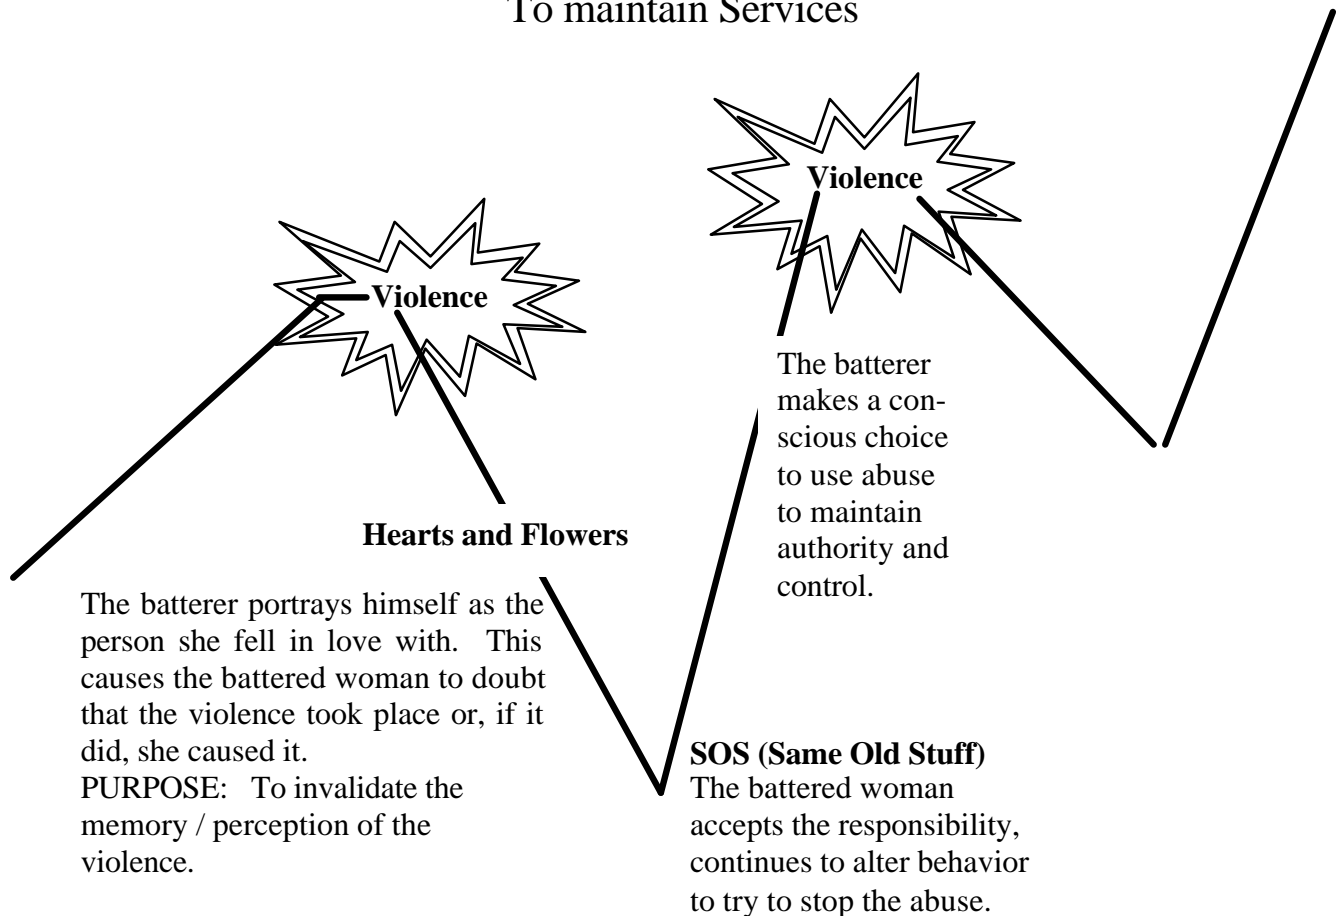 To maintain Services
Violence
Violence
The batterer
makes a con-
scious choice
to use abuse
to maintain
authority and
control.
Hearts and Flowers
The batterer portrays himself as the
person she fell in love with. This
causes the battered woman to doubt
that the violence took place or, if it
did, she caused it.
PURPOSE: To invalidate the
memory / perception of the
violence.
SOS (Same Old Stuff)
The battered woman
accepts the responsibility,
continues to alter behavior
to try to stop the abuse.